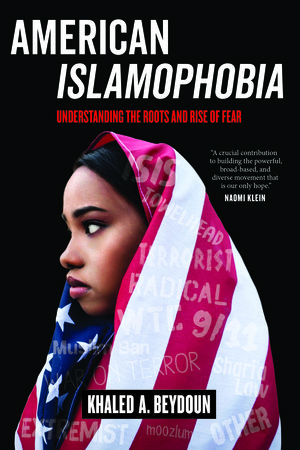 AMERICAN
ISLAMOPHOBIA
UNDERSTANDING THE ROOTS AND RISE OF FEAR
"A crucial contribution
to building the powerful,
broad-based, and
diverse movement that
is our only hope."
NAOMI KLEIN
ISIS
TOWELHEAD
TERRORIST
RADICAL
W.T.C. 9/11
Muslim Ban
WAR ON TERROR
Sharia
Law
KHALED A. BEYDOUN
EXTREMIST
moozlum
OTHER